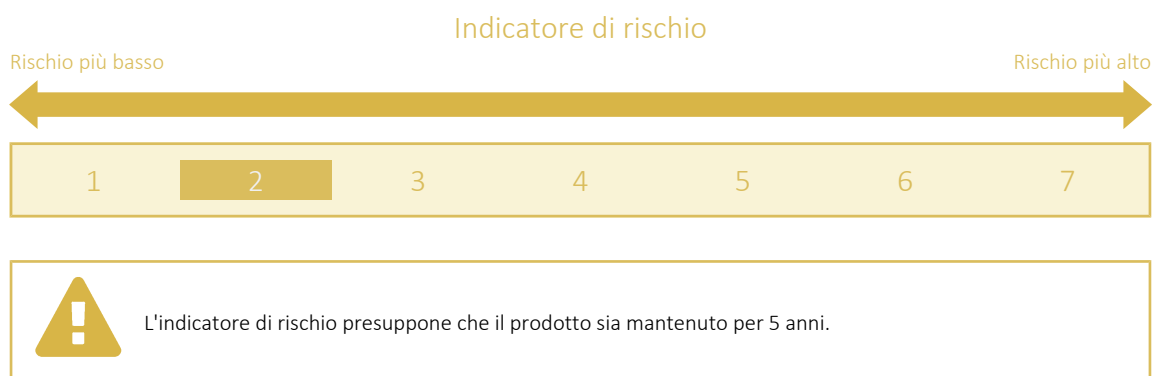 Indicatore di rischio
Rischio più basso Rischio più alto
1 2 3 4 5 6 7
L'indicatore di rischio presuppone che il prodotto sia mantenuto per 5 anni.